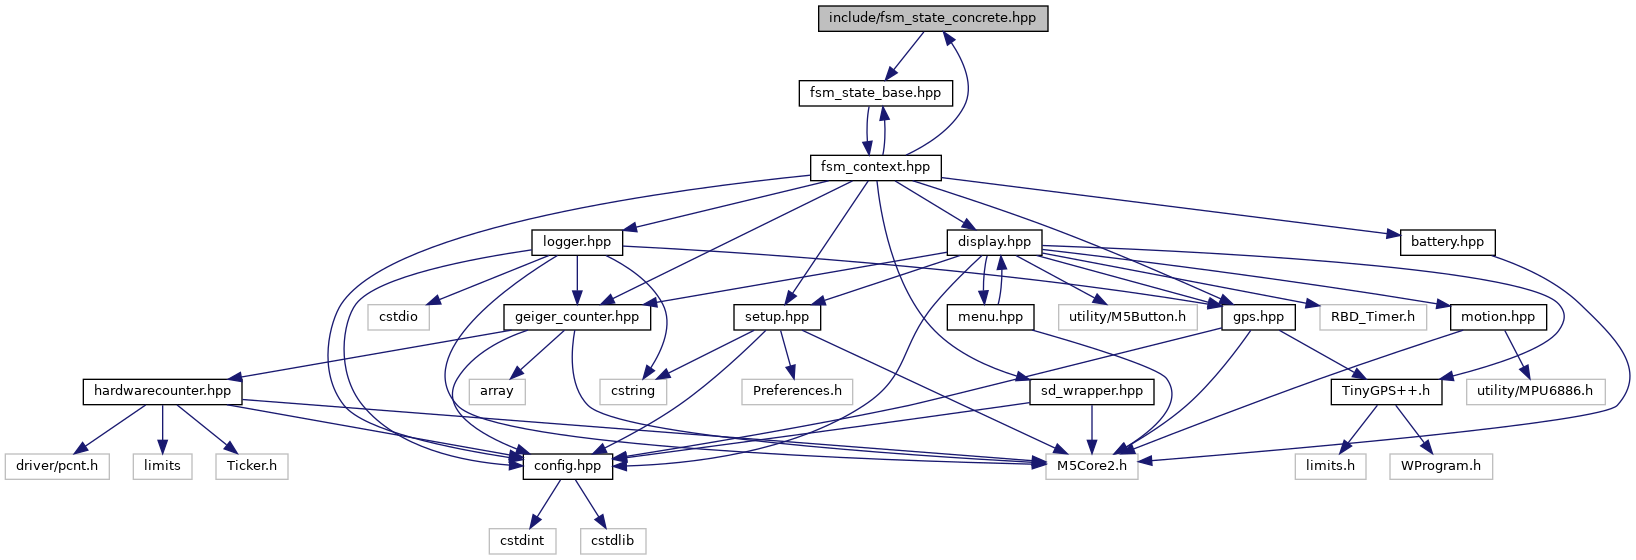 include/fsm_state_concrete.hpp
fsm_state_base.hpp
fsm_context.hpp
logger.hpp
display.hpp
battery.hpp
cstdio
geiger_counter.hpp
setup.hpp
menu.hpp
utility/M5Button.h
gps.hpp
RBD_Timer.h
motion.hpp
hardwarecounter.hpp
array
cstring
Preferences.h
sd_wrapper.hpp
TinyGPS++.h
utility/MPU6886.h
driver/pcnt.h
limits
Ticker.h
config.hpp
M5Core2.h
limits.h
WProgram.h
cstdint
cstdlib